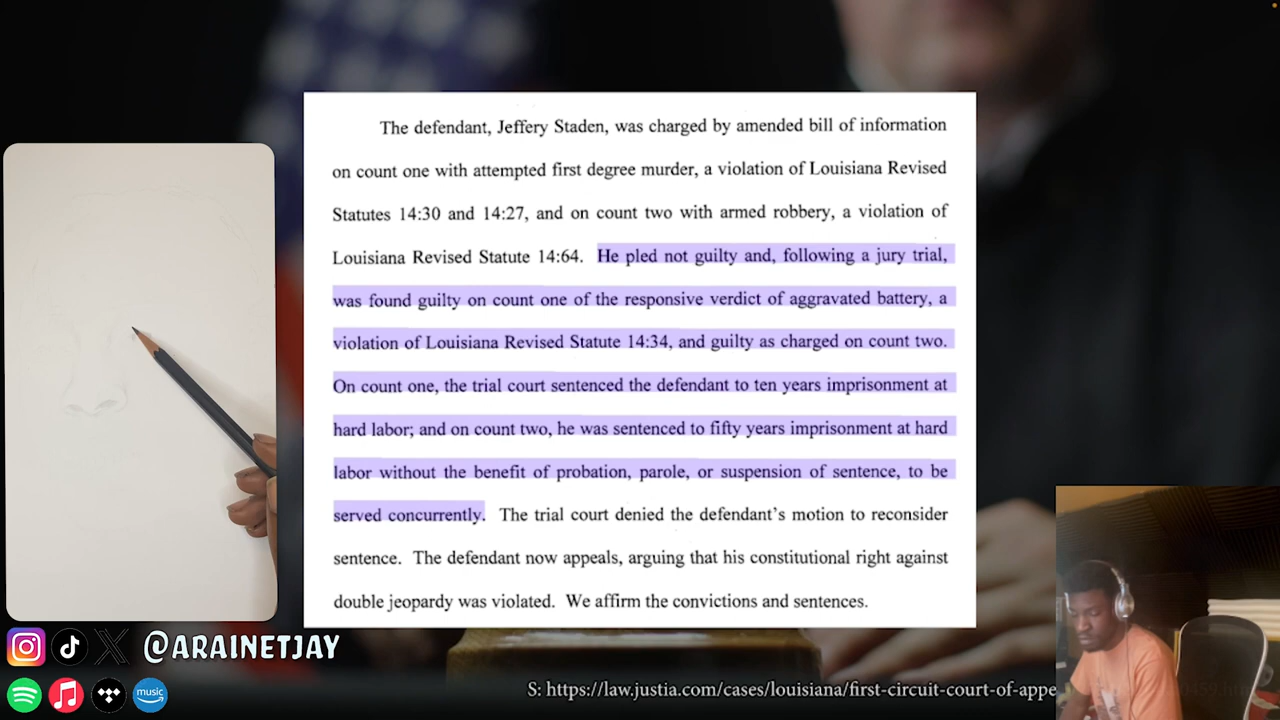 The defendant, Jeffery Staden, was charged by amended bill of information
on count one with attempted first degree murder, a violation of Louisiana Revised
Statutes 14:30 and 14:27, and on count two with armed robbery, a violation of
Louisiana Revised Statute 14:64. He pled not guilty and, following a jury trial,
was found guilty on count one of the responsive verdict of aggravated battery, a
violation of Louisiana Revised Statute 14:34, and guilty as charged on count two.
On count one, the trial court sentenced the defendant to ten years imprisonment at
hard labor; and on count two, he was sentenced to fifty years imprisonment at hard
labor without the benefit of probation, parole, or suspension of sentence, to be
served concurrently. The trial court denied the defendant's motion to reconsider
sentence. The defendant now appeals, arguing that his constitutional right against
double jeopardy was violated. We affirm the convictions and sentences.
@ARAINETJAY
music
S: https://law.justia.com/cases/louisiana/first-circuit-court-of-appe